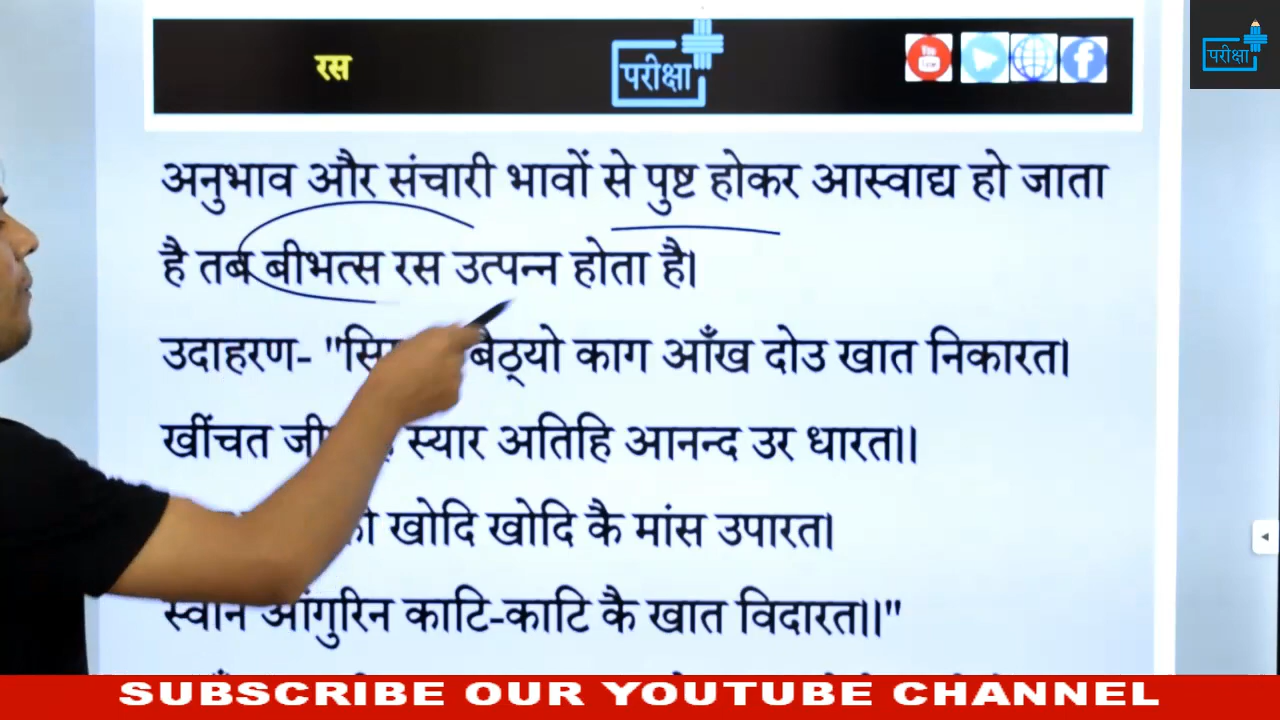 रस
परीक्षा
You
परीक्षा
अनुभाव और संचारी भावों से पुष्ट होकर आस्वाद्य हो जाता
है तब बीभत्स रस उत्पन्न होता है।
उदाहरण- "सि बैठ्यो काग आँख दोउ खात निकारत।
खींचत स्यार अतिहि आनन्द उर धारत।।
खोदि खोदि कै मांस उपारत।
स्वान आंगुरिन काटि-काटि कै खात विदारत।।"
SUBSCRIBE OUR YOUTUBE CHANNEL